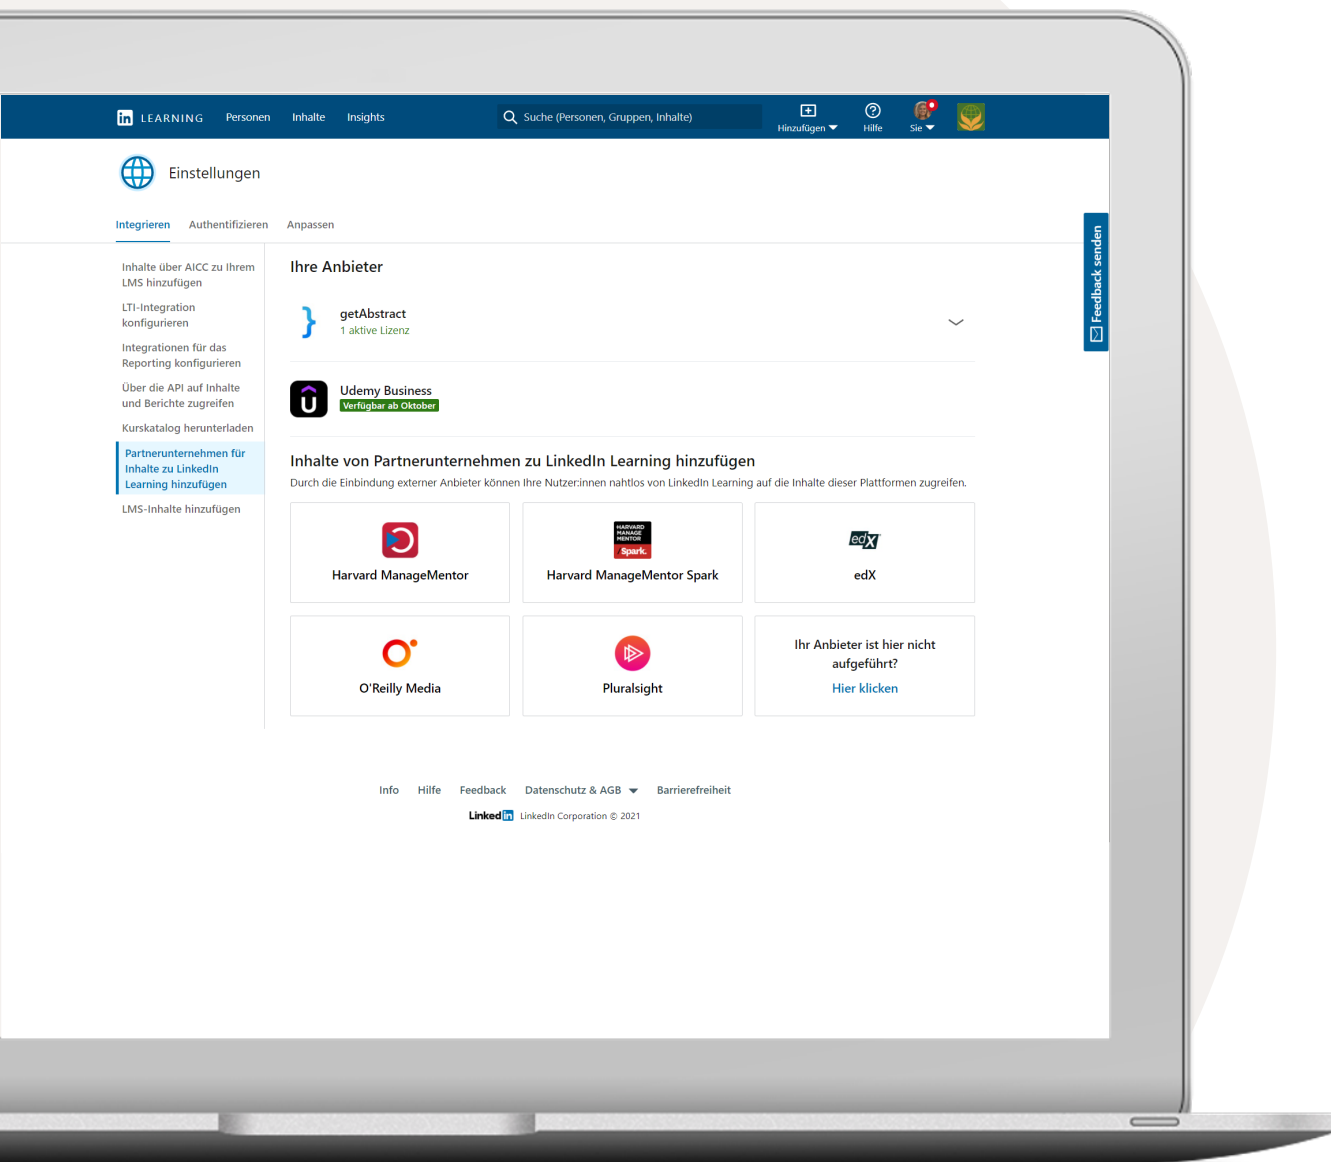 in LEARNING Personen Inhalte Insights Suche (Personen, Gruppen, Inhalte) Hinzufügen Hilfe Sie
Einstellungen
Integrieren Authentifizieren Anpassen
Feedback senden
Inhalte über AICC zu Ihrem
LMS hinzufügen
LTI-Integration
konfigurieren
Integrationen für das
Reporting konfigurieren
Über die API auf Inhalte
und Berichte zugreifen
Kurskatalog herunterladen
Partnerunternehmen für
Inhalte zu LinkedIn
Learning hinzufügen
LMS-Inhalte hinzufügen
Ihre Anbieter
getAbstract
1 aktive Lizenz
Udemy Business
Verfügbar ab Oktober
Inhalte von Partnerunternehmen zu LinkedIn Learning hinzufügen
Durch die Einbindung externer Anbieter können Ihre Nutzer:innen nahtlos von LinkedIn Learning auf die Inhalte dieser Plattformen zugreifen.
Harvard ManageMentor
HARVARD
MANAGE
MENTOR
Spark.
Harvard ManageMentor Spark
edX
edX
O'Reilly Media
Pluralsight
Ihr Anbieter ist hier nicht
aufgeführt?
Hier klicken
Info Hilfe Feedback Datenschutz & AGB Barrierefreiheit
Linked in LinkedIn Corporation © 2021